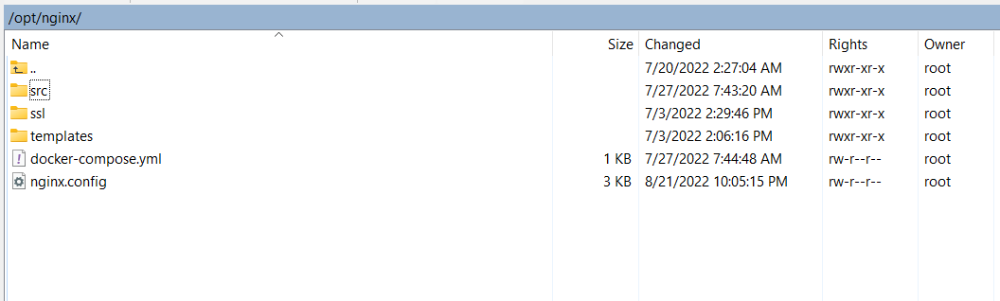 /opt/nginx/
Name Size Changed Rights Owner
.. 7/20/2022 2:27:04 AM rwxr-xr-x root
src 7/27/2022 7:43:20 AM rwxr-xr-x root
ssl 7/3/2022 2:29:46 PM rwxr-xr-x root
templates 7/3/2022 2:06:16 PM rwxr-xr-x root
docker-compose.yml 1 KB 7/27/2022 7:44:48 AM rw-r--r-- root
nginx.config 3 KB 8/21/2022 10:05:15 PM rw-r--r-- root